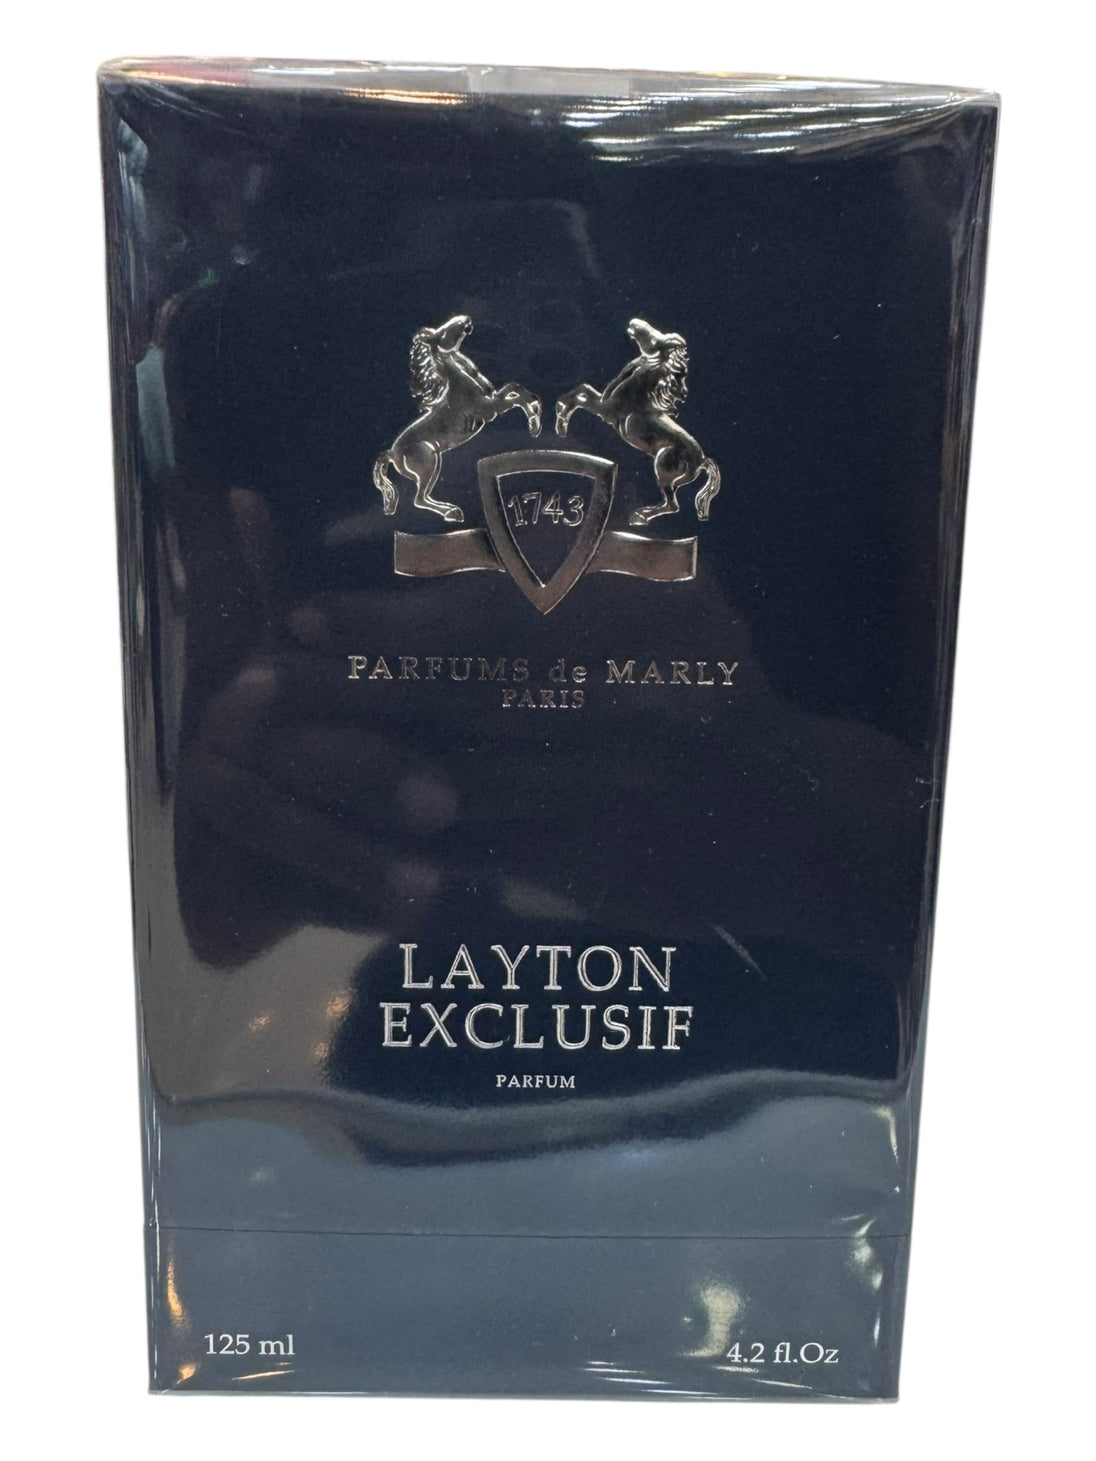 1743
PARFUMS de MARLY
PARIS
LAYTON
EXCLUSIF
PARFUM
125 ml
4.2 fl.Oz